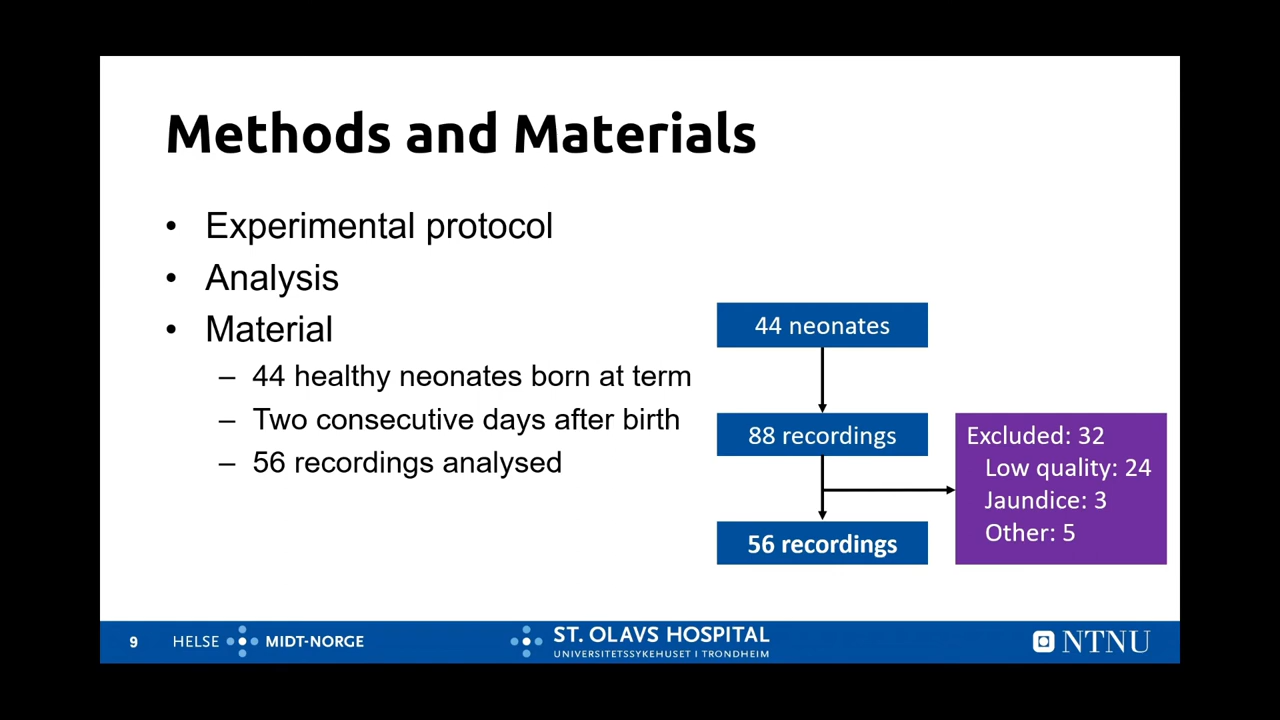 Methods and Materials
• Experimental protocol
• Analysis
• Material
– 44 healthy neonates born at term
– Two consecutive days after birth
– 56 recordings analysed
44 neonates
88 recordings
Excluded: 32
Low quality: 24
Jaundice: 3
Other: 5
56 recordings
9
HELSE MIDT-NORGE
ST. OLAVS HOSPITAL
UNIVERSITETSSYKEHUSET I TRONDHEIM
NTNU